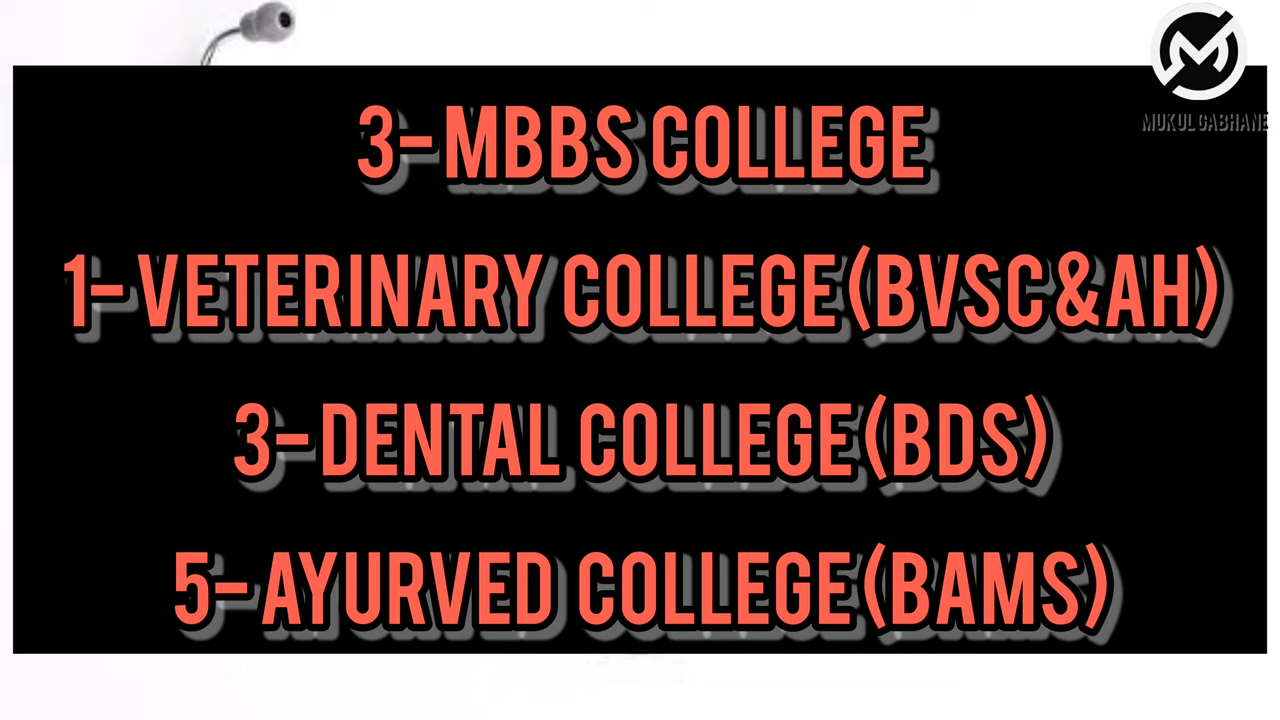 MUKUL GABHANE
3-MBBS COLLEGE
1-VETERINARY COLLEGE(BVSC&AH)
3-DENTAL COLLEGE(BDS)
5-AYURVED COLLEGE(BAMS)